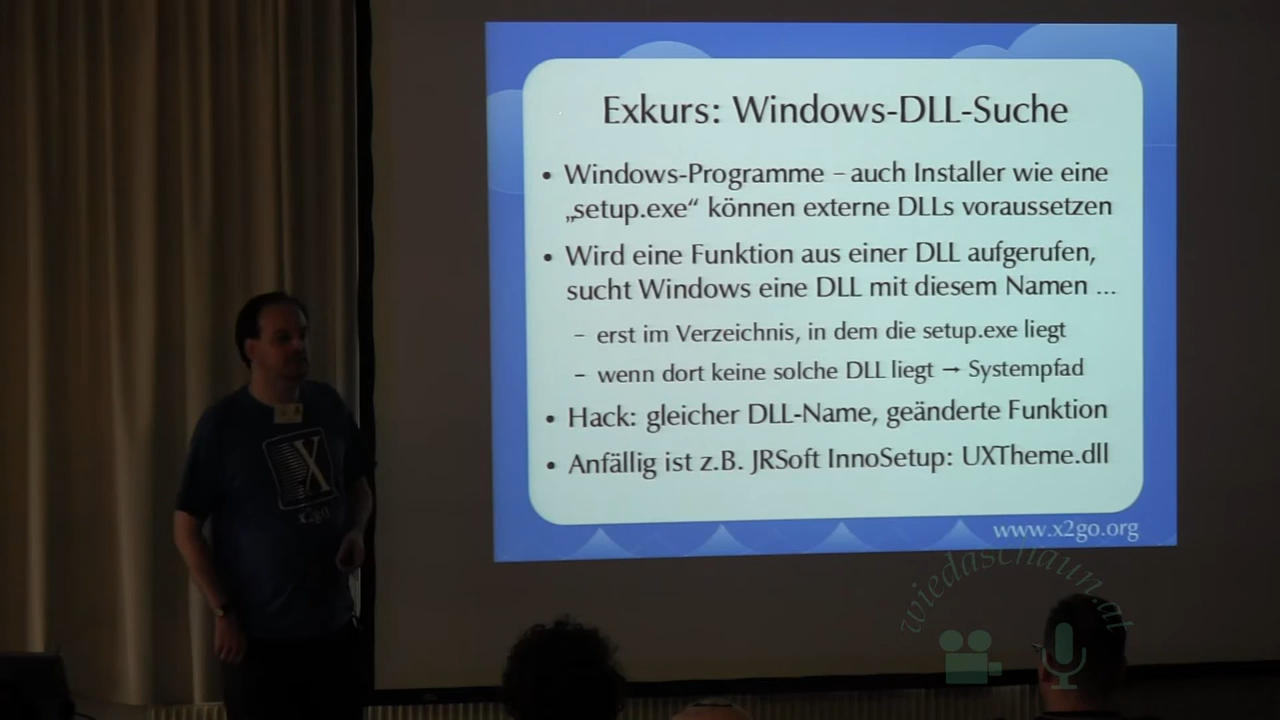 Exkurs: Windows-DLL-Suche
• Windows-Programme – auch Installer wie eine
„setup.exe“ können externe DLLs voraussetzen
• Wird eine Funktion aus einer DLL aufgerufen,
sucht Windows eine DLL mit diesem Namen ...
– erst im Verzeichnis, in dem die setup.exe liegt
– wenn dort keine solche DLL liegt → Systempfad
• Hack: gleicher DLL-Name, geänderte Funktion
• Anfällig ist z.B. JRSoft InnoSetup: UXTheme.dll
www.x2go.org
X
x2go
wiedaschaun.at